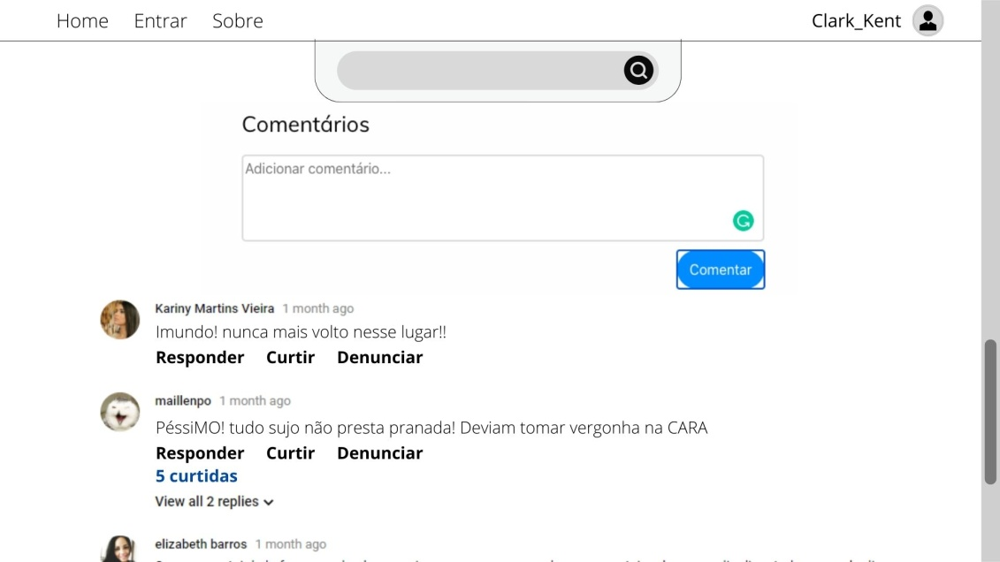 Home Entrar Sobre Clark_Kent
Comentários
Adicionar comentário...
Comentar
Kariny Martins Vieira 1 month ago
Imundo! nunca mais volto nesse lugar!!
Responder Curtir Denunciar
maillenpo 1 month ago
PéssiMO! tudo sujo não presta pranada! Deviam tomar vergonha na CARA
Responder Curtir Denunciar
5 curtidas
View all 2 replies
elizabeth barros 1 month ago